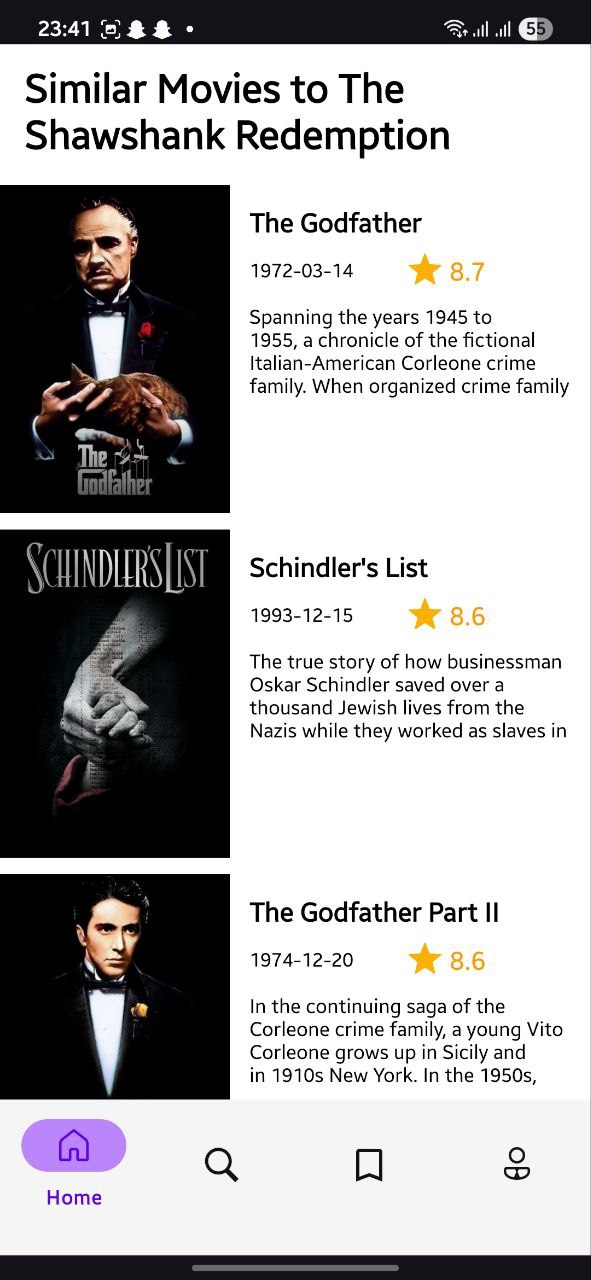 23:41
55
Similar Movies to The
Shawshank Redemption
The Godfather
1972-03-14
8.7
Spanning the years 1945 to
1955, a chronicle of the fictional
Italian-American Corleone crime
family. When organized crime family
The
Godfather
SCHINDLER'S LIST
Schindler's List
1993-12-15
8.6
The true story of how businessman
Oskar Schindler saved over a
thousand Jewish lives from the
Nazis while they worked as slaves in
The Godfather Part II
1974-12-20
8.6
In the continuing saga of the
Corleone crime family, a young Vito
Corleone grows up in Sicily and
in 1910s New York. In the 1950s,
Home